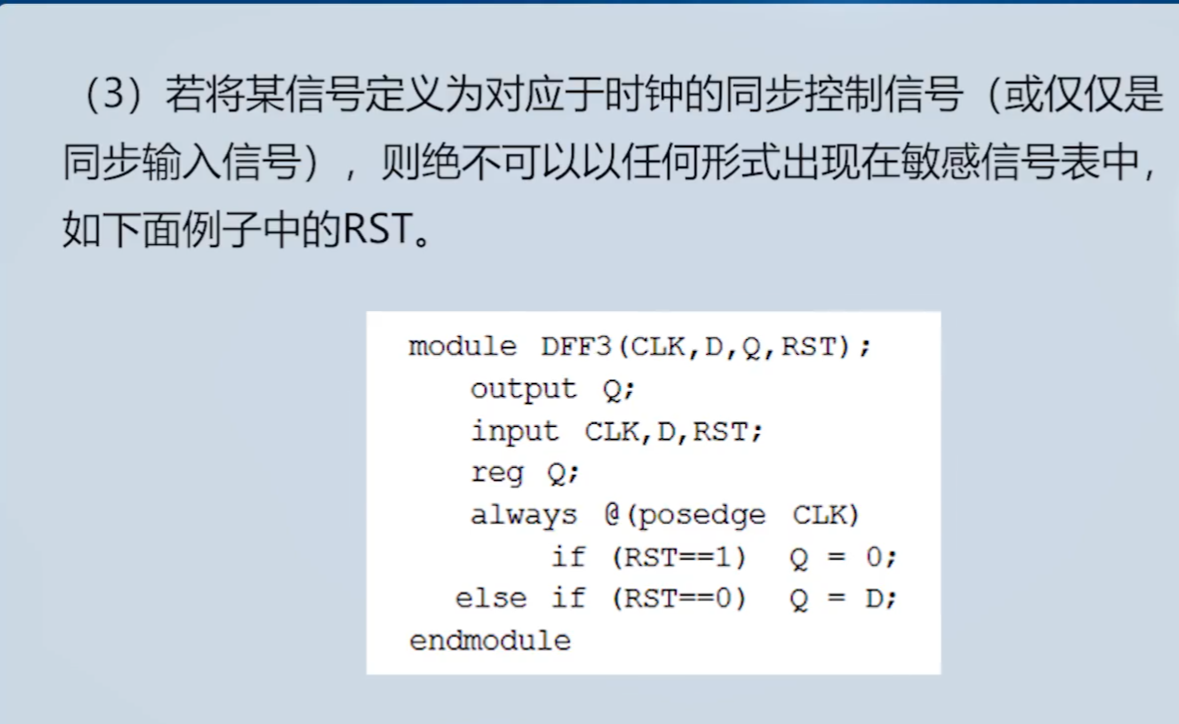 （3）若将某信号定义为对应于时钟的同步控制信号（或仅仅是
同步输入信号），则绝不可以以任何形式出现在敏感信号表中，
如下面例子中的RST。
module DFF3(CLK,D,Q,RST);
output Q;
input CLK,D,RST;
reg Q;
always @(posedge CLK)
if (RST==1) Q = 0;
else if (RST==0) Q = D;
endmodule